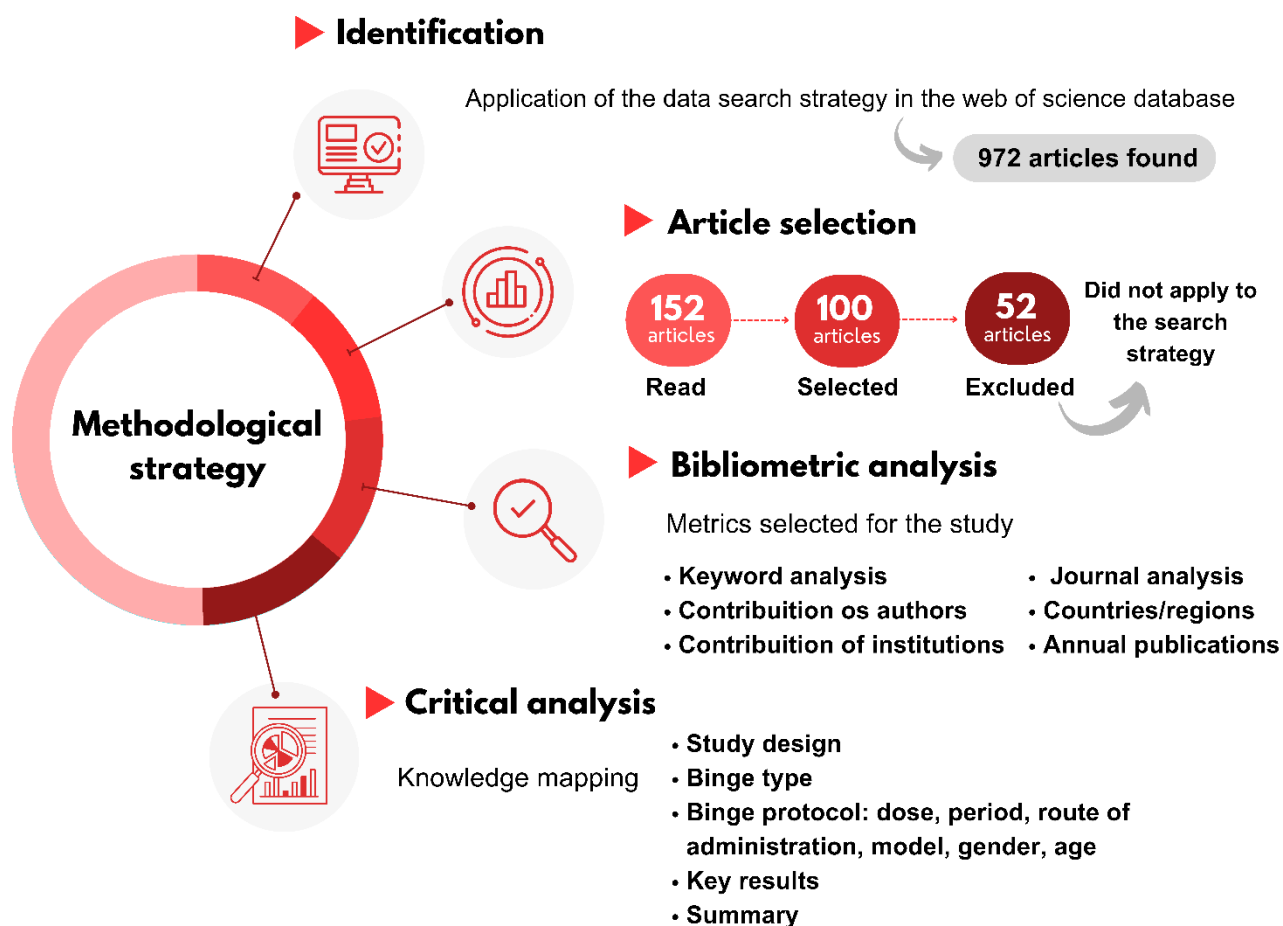 Identification
Application of the data search strategy in the web of science database
972 articles found
Article selection
152
articles
Read
100
articles
Selected
52
articles
Excluded
Did not apply to
the search
strategy
Methodological
strategy
Bibliometric analysis
Metrics selected for the study
• Keyword analysis
• Contribuition os authors
• Contribuition of institutions
• Journal analysis
• Countries/regions
• Annual publications
Critical analysis
Knowledge mapping
• Study design
• Binge type
• Binge protocol: dose, period, route of
administration, model, gender, age
• Key results
• Summary